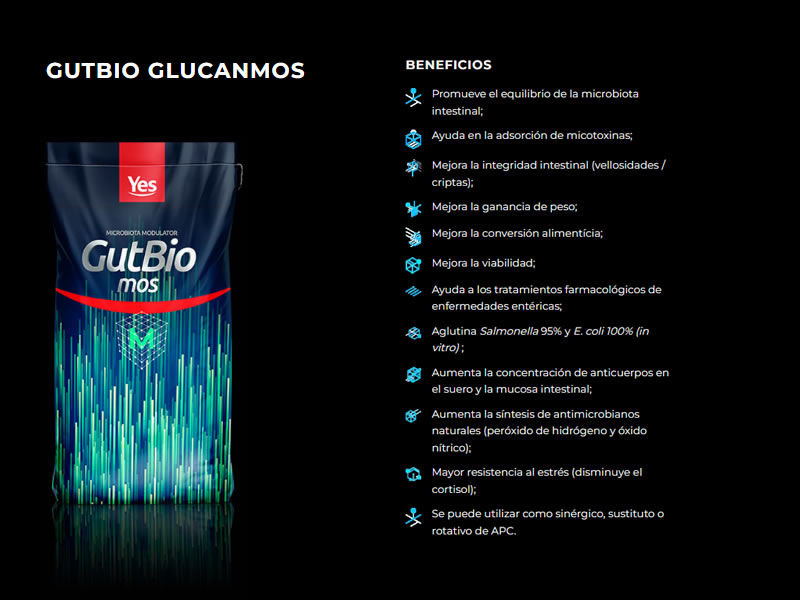 GUTBIO GLUCANMOS
Yes
MICROBIOTA MODULATOR
GutBio
mos
M
BENEFICIOS
Promueve el equilibrio de la microbiota
intestinal;
Ayuda en la adsorción de micotoxinas;
Mejora la integridad intestinal (vellosidades /
criptas);
Mejora la ganancia de peso;
Mejora la conversión alimentícia;
Mejora la viabilidad;
Ayuda a los tratamientos farmacológicos de
enfermedades entéricas;
Aglutina Salmonella 95% y E. coli 100% (in
vitro) ;
Aumenta la concentración de anticuerpos en
el suero y la mucosa intestinal;
Aumenta la síntesis de antimicrobianos
naturales (peróxido de hidrógeno y óxido
nítrico);
Mayor resistencia al estrés (disminuye el
cortisol);
Se puede utilizar como sinérgico, sustituto o
rotativo de APC.